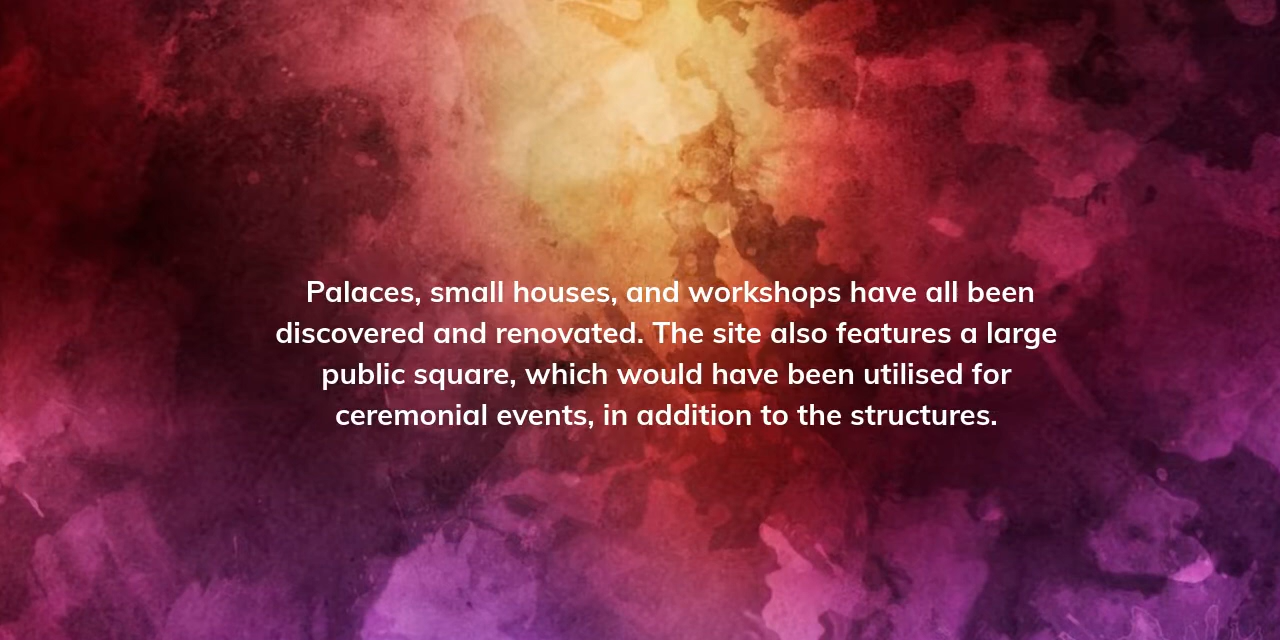 Palaces, small houses, and workshops have all been
discovered and renovated. The site also features a large
public square, which would have been utilised for
ceremonial events, in addition to the structures.